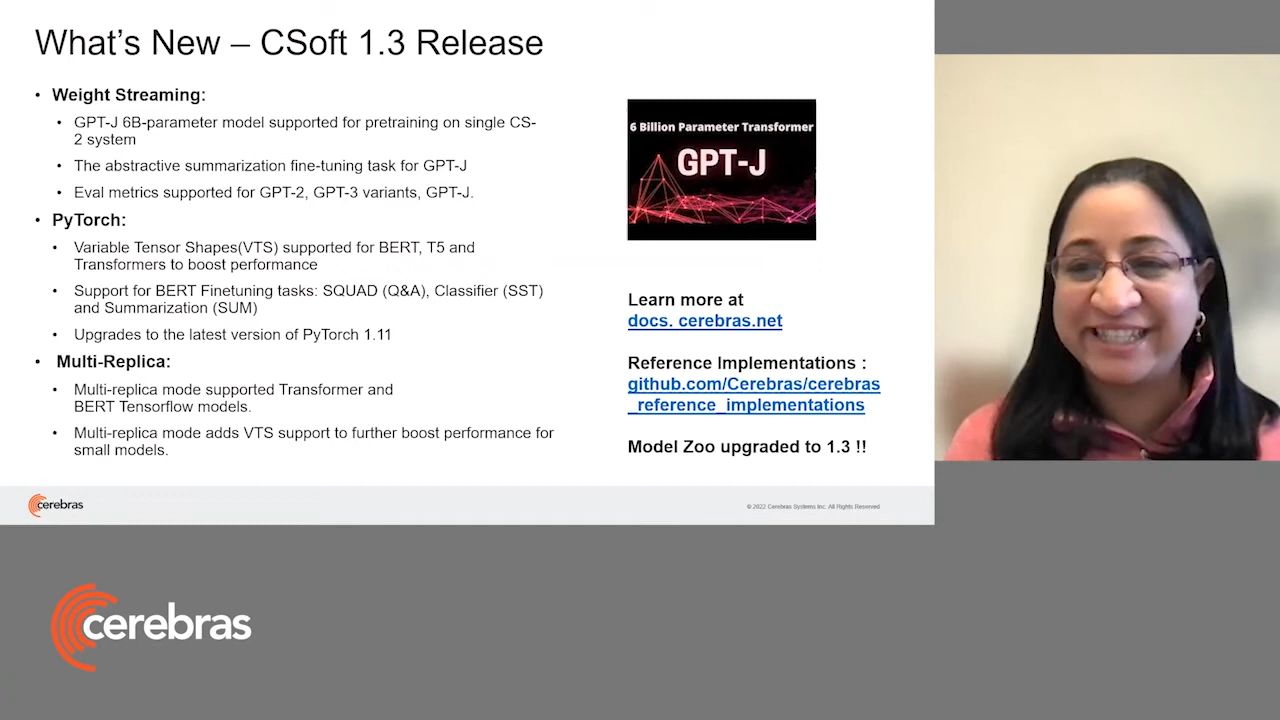 What's New – CSoft 1.3 Release
• Weight Streaming:
• GPT-J 6B-parameter model supported for pretraining on single CS-
2 system
• The abstractive summarization fine-tuning task for GPT-J
• Eval metrics supported for GPT-2, GPT-3 variants, GPT-J.
• PyTorch:
• Variable Tensor Shapes(VTS) supported for BERT, T5 and
Transformers to boost performance
• Support for BERT Finetuning tasks: SQUAD (Q&A), Classifier (SST)
and Summarization (SUM)
• Upgrades to the latest version of PyTorch 1.11
• Multi-Replica:
• Multi-replica mode supported Transformer and
BERT Tensorflow models.
• Multi-replica mode adds VTS support to further boost performance for
small models.
6 Billion Parameter Transformer
GPT-J
Learn more at
docs. cerebras.net
Reference Implementations :
github.com/Cerebras/cerebras
_reference_implementations
Model Zoo upgraded to 1.3 !!
cerebras
© 2022 Cerebras Systems Inc. All Rights Reserved
cerebras